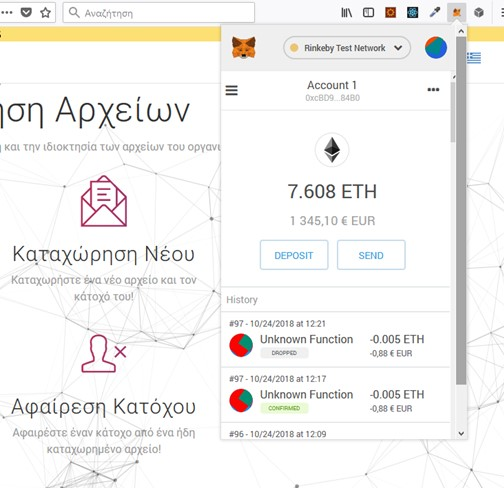 Αναζήτηση
Rinkeby Test Network
Account 1
0xcBD9...84B0
7.608 ETH
1 345,10 € EUR
DEPOSIT
SEND
History
#97 - 10/24/2018 at 12:21
Unknown Function
-0.005 ETH
DROPPED
-0,88 € EUR
#97 - 10/24/2018 at 12:17
Unknown Function
-0.005 ETH
CONFIRMED
-0,88 € EUR
#96 - 10/24/2018 at 12:09
ση Αρχείων
και την ιδιοκτησία των αρχείων του οργανι
Καταχώρηση Νέου
Καταχωρήστε ένα νέο αρχείο και τον
κάτοχό του!
Αφαίρεση Κατόχου
Αφαιρέστε έναν κάτοχο από ένα ήδη
καταχωρημένο αρχείο!